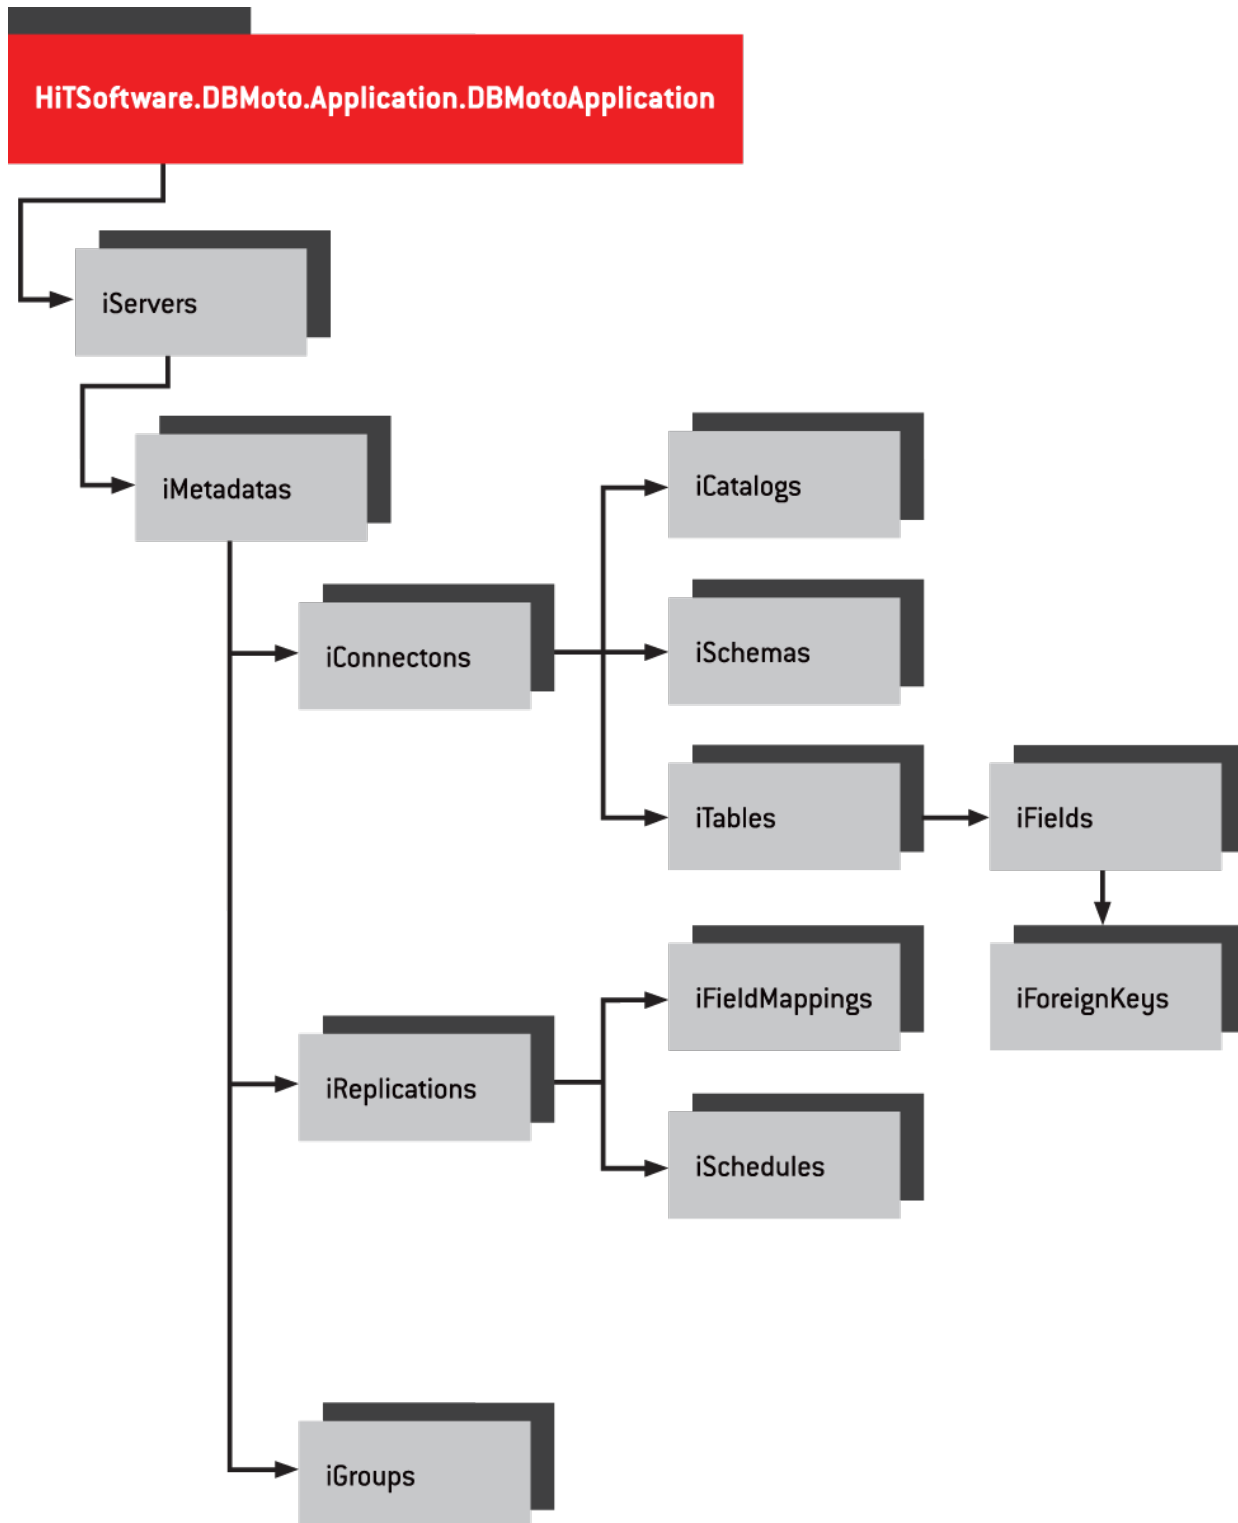 HiTSoftware.DBMoto.Application.DBMotoApplication
iServers
iMetadatas
iCatalogs
iConnectons
iSchemas
iTables
iFields
iFieldMappings
iForeignKeys
iReplications
iSchedules
iGroups